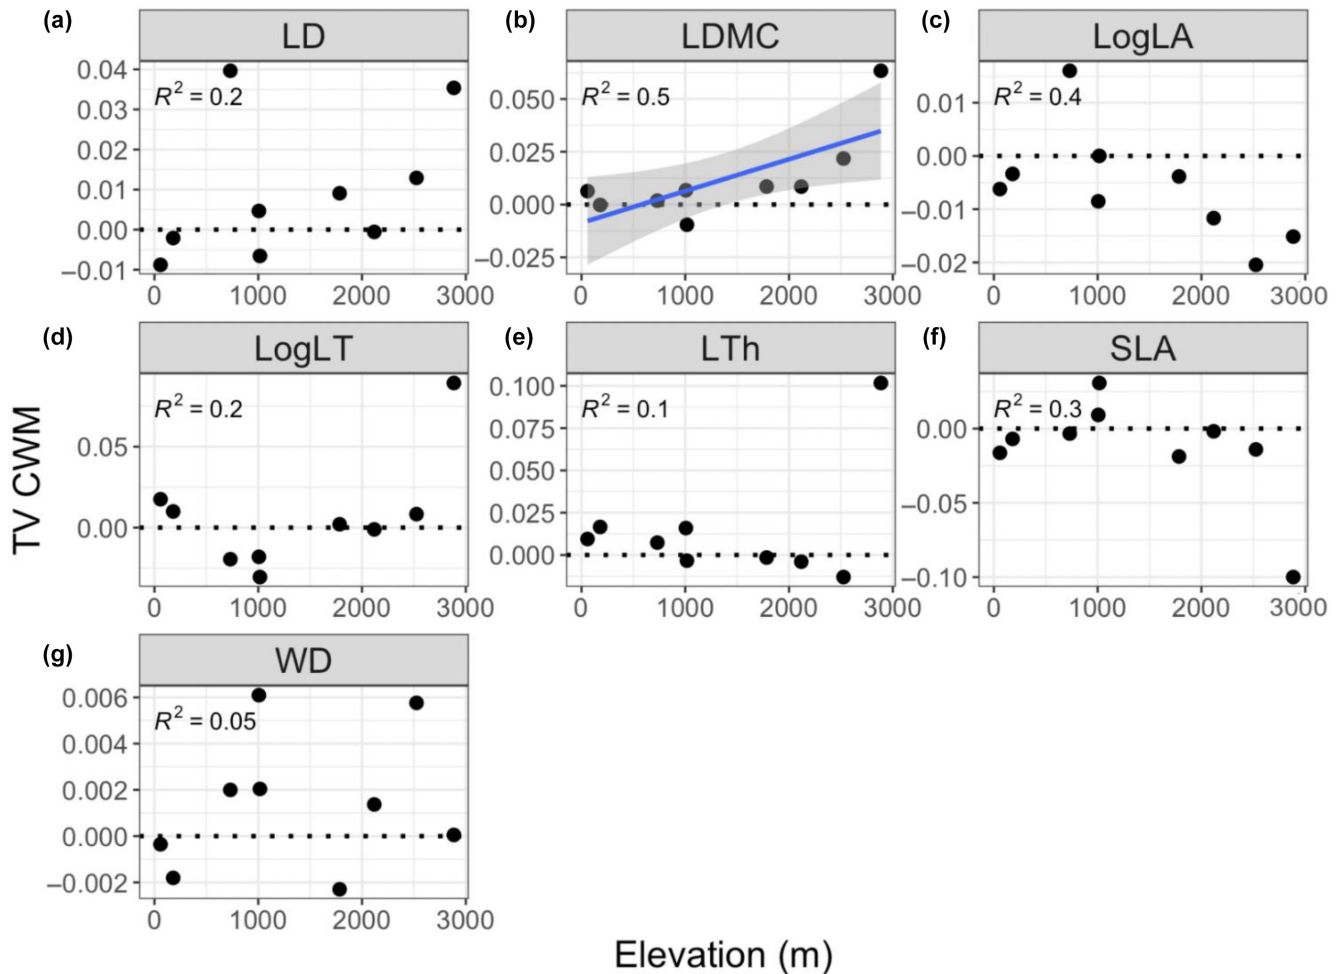 (a) LD
0.04
0.03
0.02
0.01
0.00
−0.01
R² = 0.2
0 1000 2000 3000
(b) LDMC
0.050
0.025
0.000
−0.025
R² = 0.5
0 1000 2000 3000
(c) LogLA
0.01
0.00
−0.01
−0.02
R² = 0.4
0 1000 2000 3000
(d) LogLT
0.05
0.00
R² = 0.2
0 1000 2000 3000
(e) LTh
0.100
0.075
0.050
0.025
0.000
R² = 0.1
0 1000 2000 3000
(f) SLA
0.00
−0.05
−0.10
R² = 0.3
0 1000 2000 3000
(g) WD
0.006
0.004
0.002
0.000
−0.002
R² = 0.05
0 1000 2000 3000
TV CWM
Elevation (m)